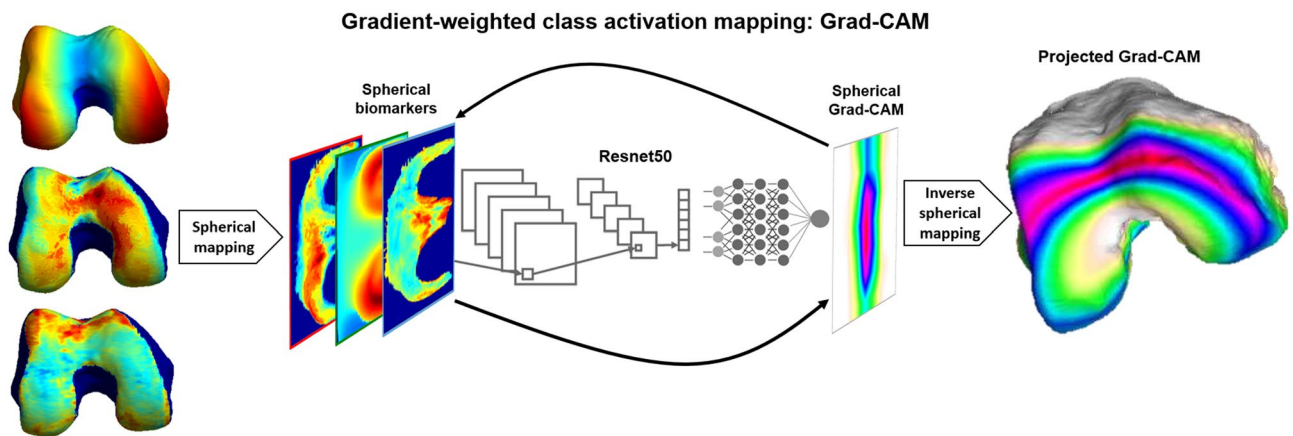 Gradient-weighted class activation mapping: Grad-CAM
Spherical
mapping
Spherical
biomarkers
Resnet50
Spherical
Grad-CAM
Inverse
spherical
mapping
Projected Grad-CAM